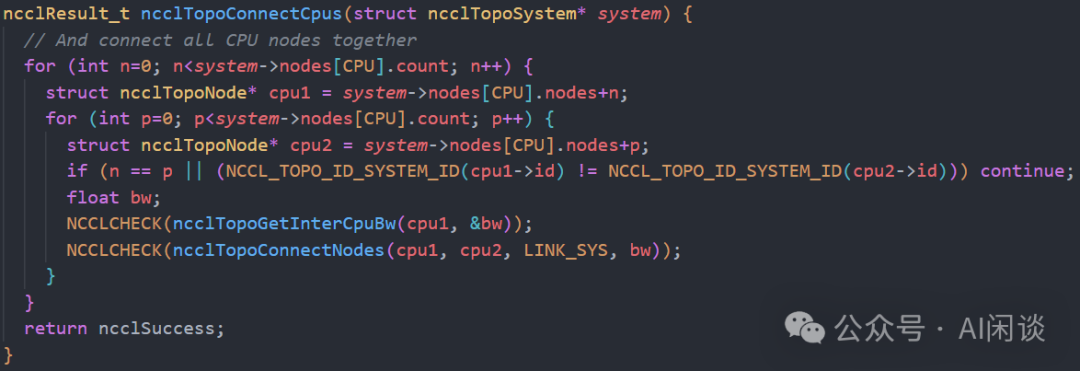 ncclResult_t ncclTopoConnectCpus(struct ncclTopoSystem* system) {
  // And connect all CPU nodes together
  for (int n=0; n<system->nodes[CPU].count; n++) {
    struct ncclTopoNode* cpu1 = system->nodes[CPU].nodes+n;
    for (int p=0; p<system->nodes[CPU].count; p++) {
      struct ncclTopoNode* cpu2 = system->nodes[CPU].nodes+p;
      if (n == p || (NCCL_TOPO_ID_SYSTEM_ID(cpu1->id) != NCCL_TOPO_ID_SYSTEM_ID(cpu2->id))) continue;
      float bw;
      NCCLCHECK(ncclTopoGetInterCpuBw(cpu1, &bw));
      NCCLCHECK(ncclTopoConnectNodes(cpu1, cpu2, LINK_SYS, bw));
    }
  }
  return ncclSuccess;
}
公众号 · AI闲谈